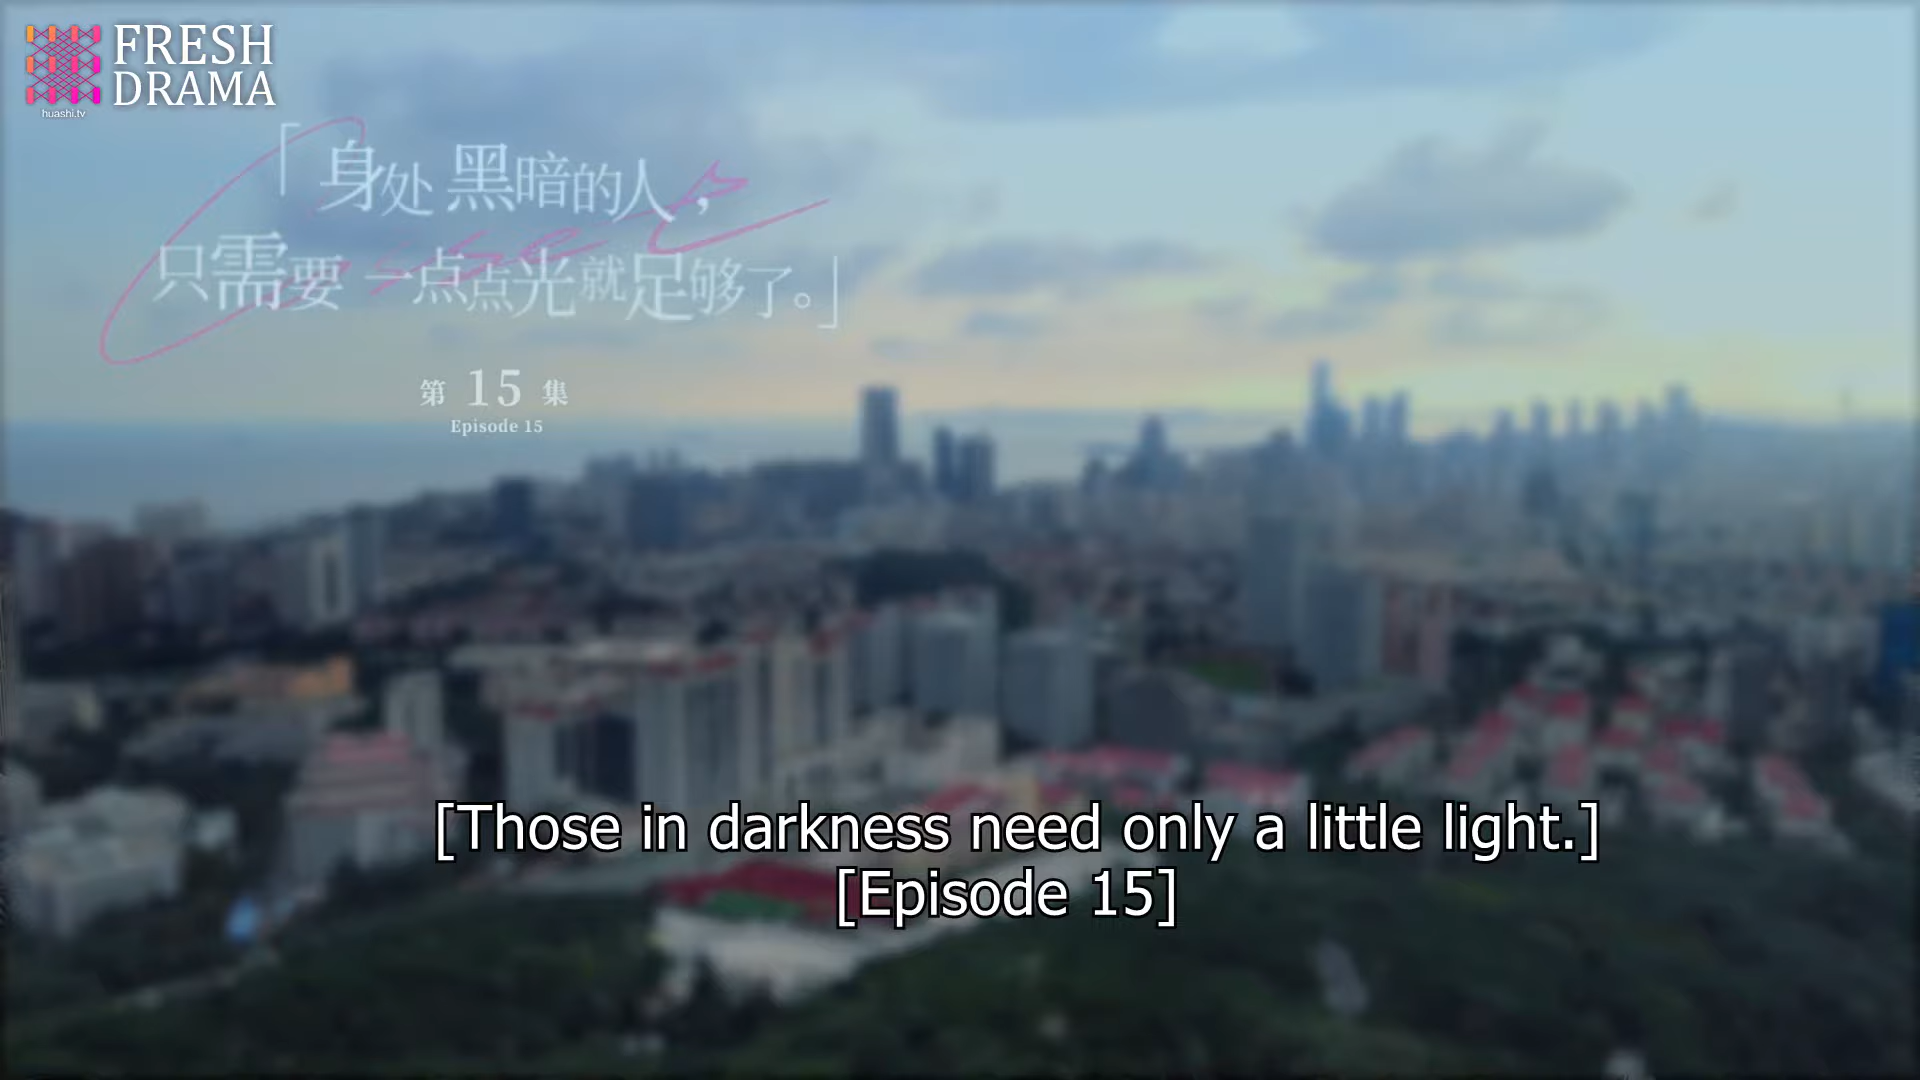 FRESH
DRAMA
huashi.tv
「身处黑暗的人，
只需要一点点光就足够了。」
第 15 集
Episode 15
[Those in darkness need only a little light.]
[Episode 15]